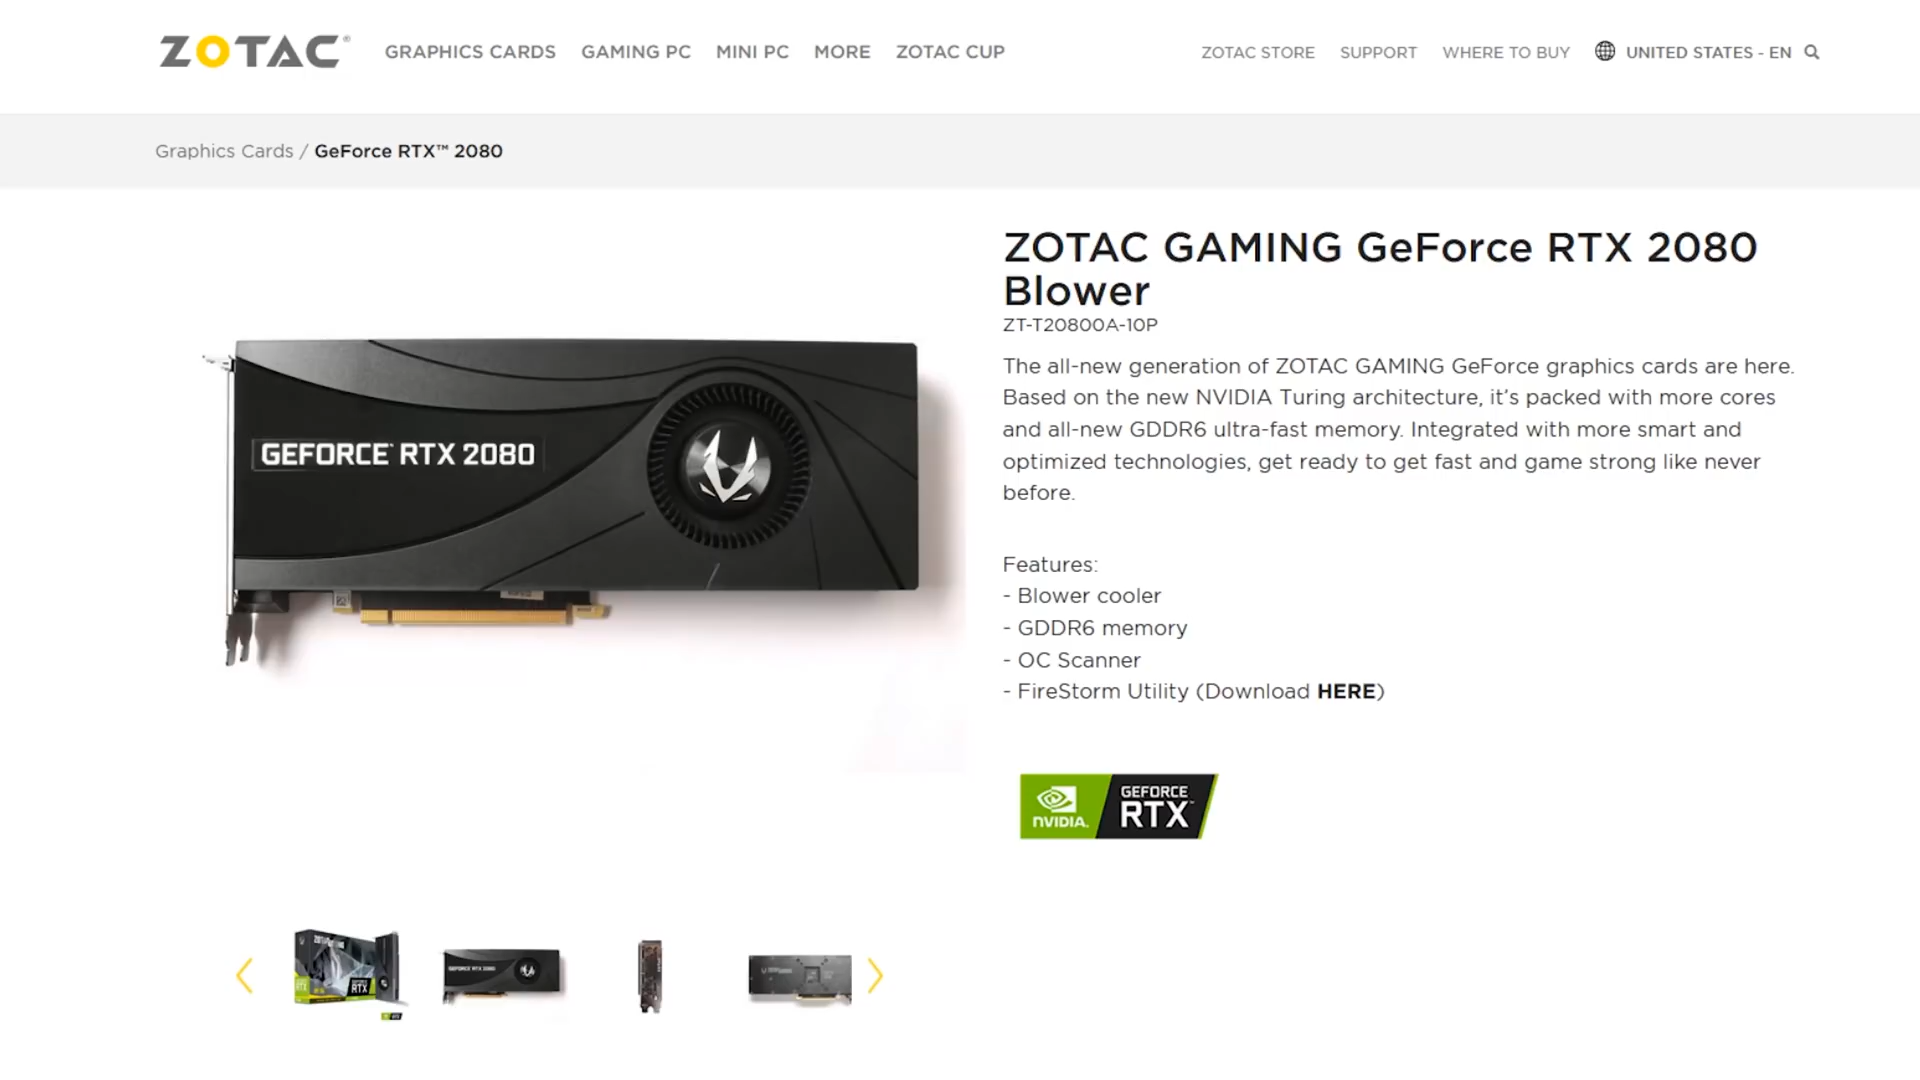 ZOTAC®
GRAPHICS CARDS GAMING PC MINI PC MORE ZOTAC CUP
ZOTAC STORE SUPPORT WHERE TO BUY UNITED STATES - EN
Graphics Cards / GeForce RTX™ 2080
GEFORCE RTX 2080
ZOTAC GAMING GeForce RTX 2080
Blower
ZT-T20800A-10P
The all-new generation of ZOTAC GAMING GeForce graphics cards are here.
Based on the new NVIDIA Turing architecture, it’s packed with more cores
and all-new GDDR6 ultra-fast memory. Integrated with more smart and
optimized technologies, get ready to get fast and game strong like never
before.
Features:
- Blower cooler
- GDDR6 memory
- OC Scanner
- FireStorm Utility (Download HERE)
NVIDIA.
GEFORCE
RTX™
GEFORCE RTX 2080
RTX